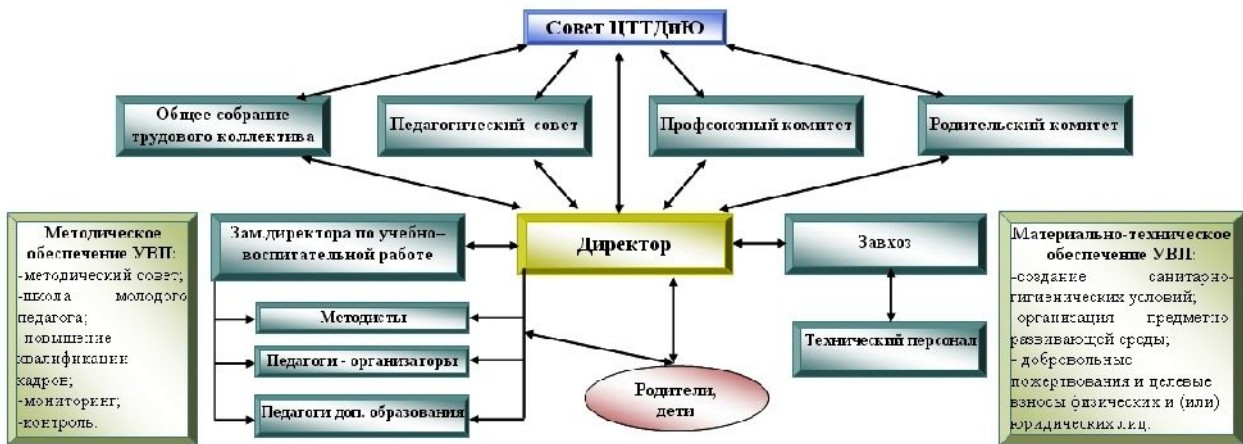 Совет ЦТТДиЮ
Общее собрание
трудового коллектива
Педагогический совет
Профсоюзный комитет
Родительский комитет
Методическое
обеспечение УВП:
-методический совет;
-школа молодого
педагога;
-повышение
квалификации
кадров;
-мониторинг;
-контроль.
Зам.директора по учебно–
воспитательной работе
Директор
Завхоз
Методисты
Педагоги - организаторы
Педагоги доп. образования
Родители,
дети
Технический персонал
Материально-техническое
обеспечение УВП:
-создание санитарно-
гигиенических условий;
-организация предметно
развивающей среды;
- добровольные
пожертвования и целевые
взносы физических и (или)
юридических лиц.